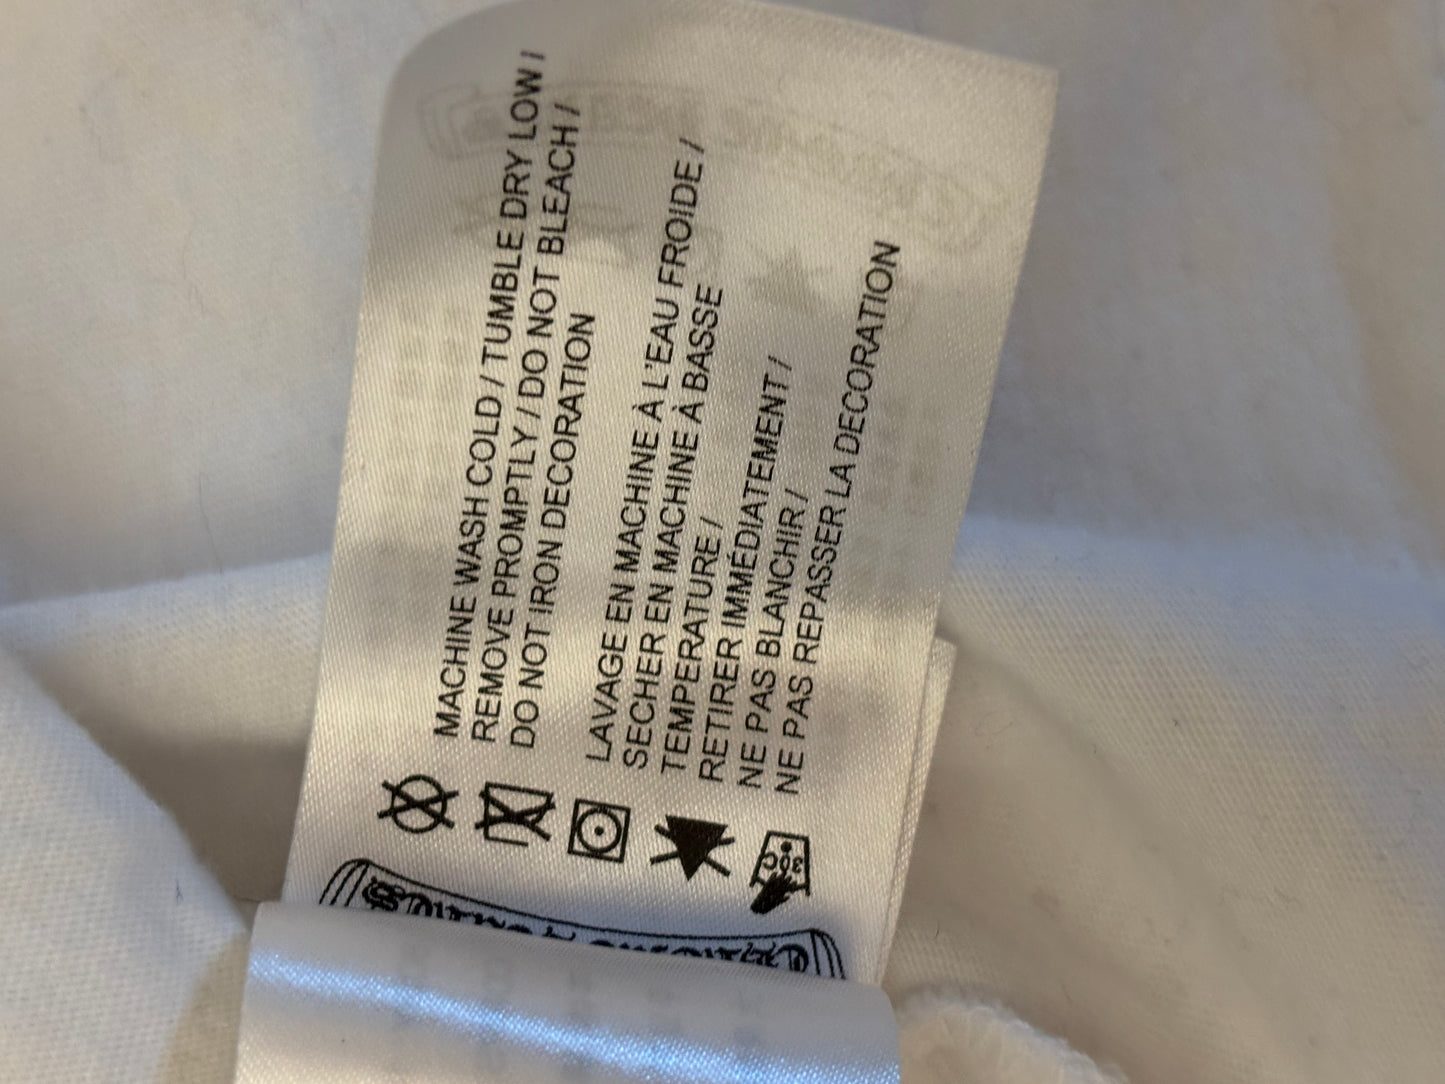 MACHINE WASH COLD / TUMBLE DRY LOW /
REMOVE PROMPTLY / DO NOT BLEACH /
DO NOT IRON DECORATION
LAVAGE EN MACHINE À L'EAU FROIDE /
SECHER EN MACHINE À BASSE
TEMPERATURE /
RETIRER IMMÉDIATEMENT /
NE PAS BLANCHIR /
NE PAS REPASSER LA DECORATION
30C